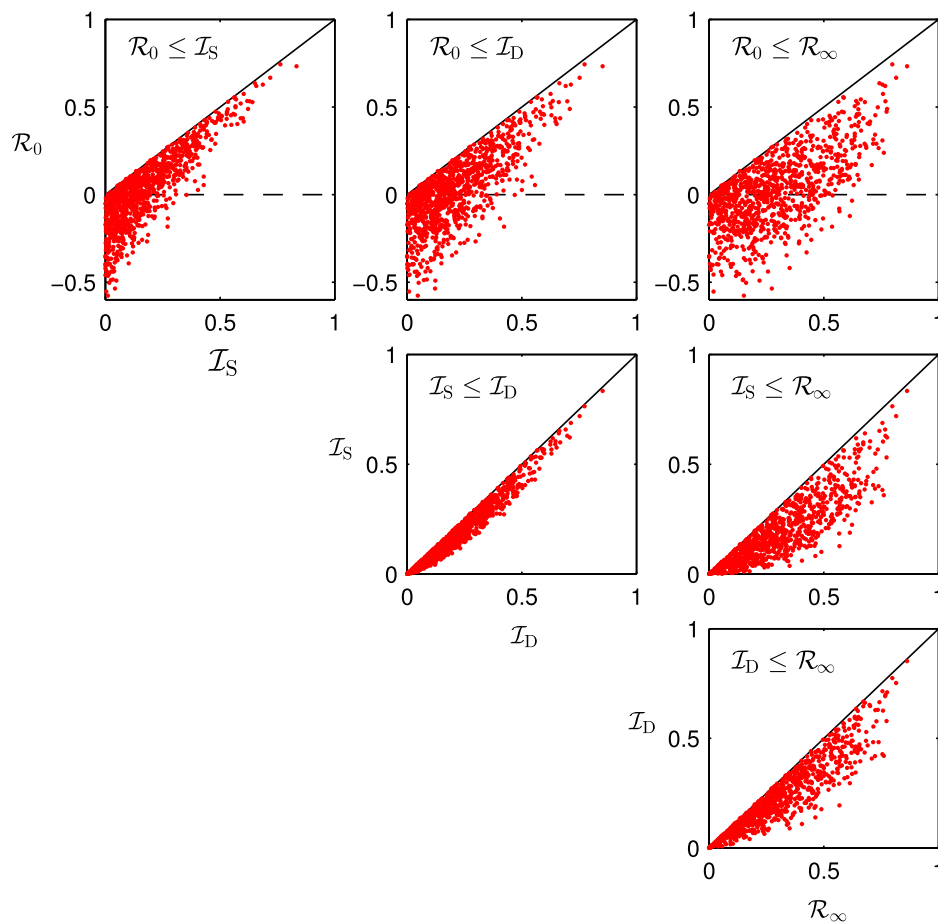 1 1 1
ℛ₀ ≤ ℐ_S ℛ₀ ≤ ℐ_D ℛ₀ ≤ ℛ_∞
0.5 0.5 0.5
ℛ₀
0 0 0
−0.5 −0.5 −0.5
0 0.5 1 0 0.5 1 0 0.5 1
ℐ_S
1 1
ℐ_S ≤ ℐ_D ℐ_S ≤ ℛ_∞
ℐ_S
0.5 0.5
0 0
0 0.5 1 0 0.5 1
ℐ_D
1
ℐ_D ≤ ℛ_∞
ℐ_D
0.5
0
0 0.5 1
ℛ_∞